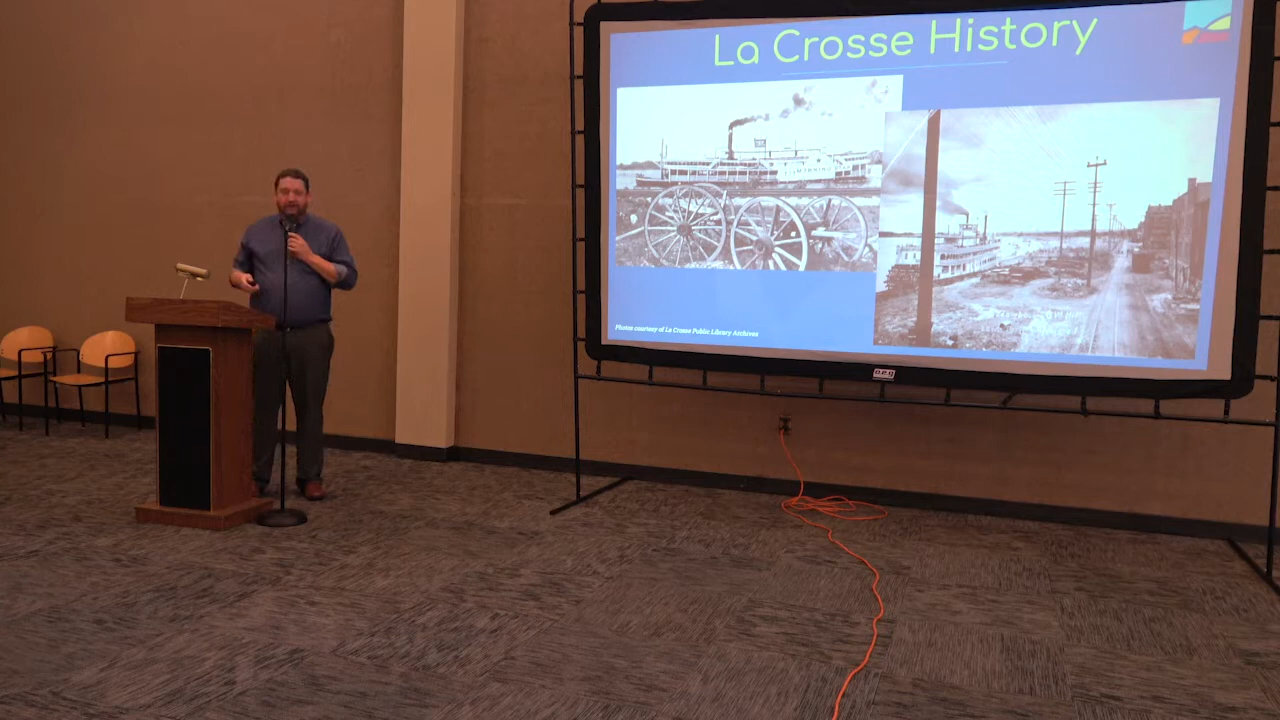 La Crosse History
Photos courtesy of La Crosse Public Library Archives